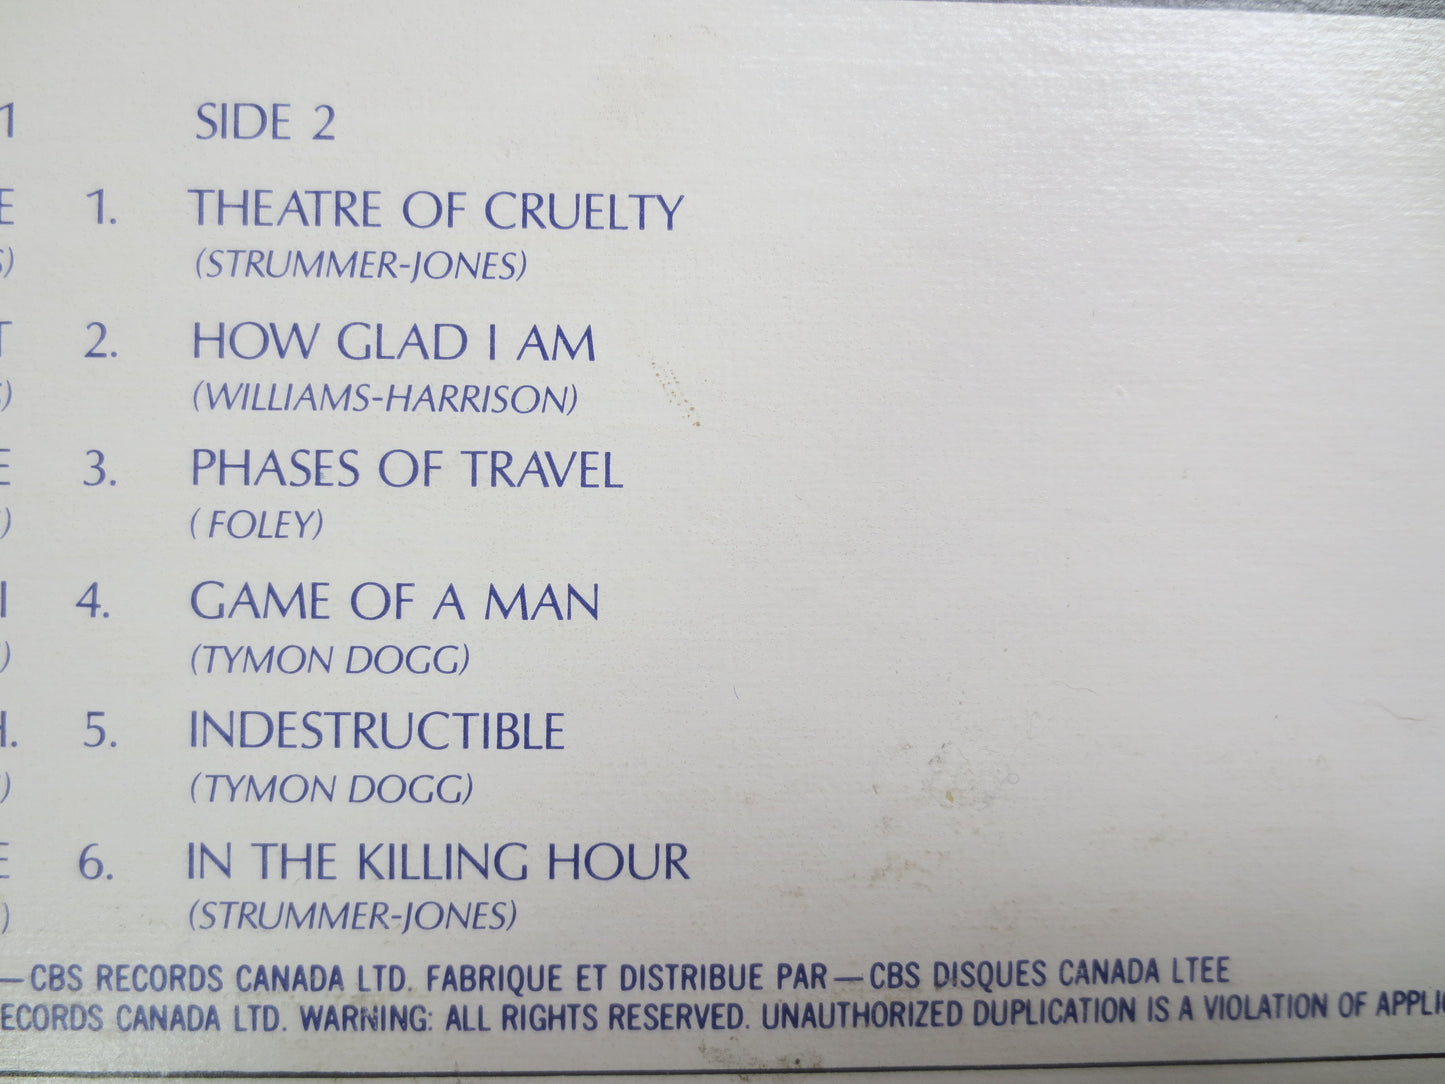 1 SIDE 2
E 1. THEATRE OF CRUELTY
S) (STRUMMER-JONES)
T 2. HOW GLAD I AM
S) (WILLIAMS-HARRISON)
E 3. PHASES OF TRAVEL
) ( FOLEY)
I 4. GAME OF A MAN
) (TYMON DOGG)
H. 5. INDESTRUCTIBLE
) (TYMON DOGG)
E 6. IN THE KILLING HOUR
) (STRUMMER-JONES)
—CBS RECORDS CANADA LTD. FABRIQUE ET DISTRIBUE PAR—CBS DISQUES CANADA LTEE
ECORDS CANADA LTD. WARNING: ALL RIGHTS RESERVED. UNAUTHORIZED DUPLICATION IS A VIOLATION OF APPLIC